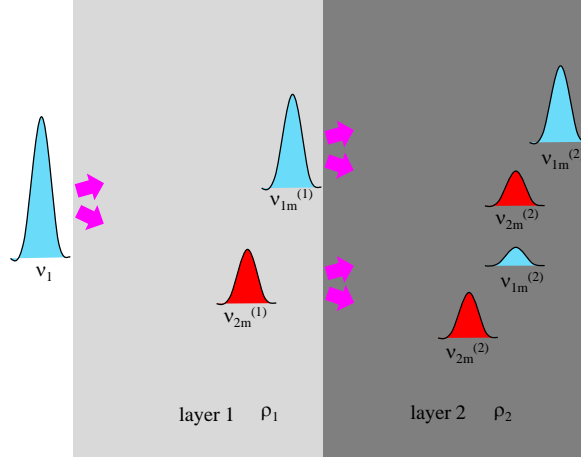 ν₁
ν₁ₘ⁽¹⁾
ν₂ₘ⁽¹⁾
ν₁ₘ⁽²⁾
ν₂ₘ⁽²⁾
ν₁ₘ⁽²⁾
ν₂ₘ⁽²⁾
layer 1 ρ₁
layer 2 ρ₂